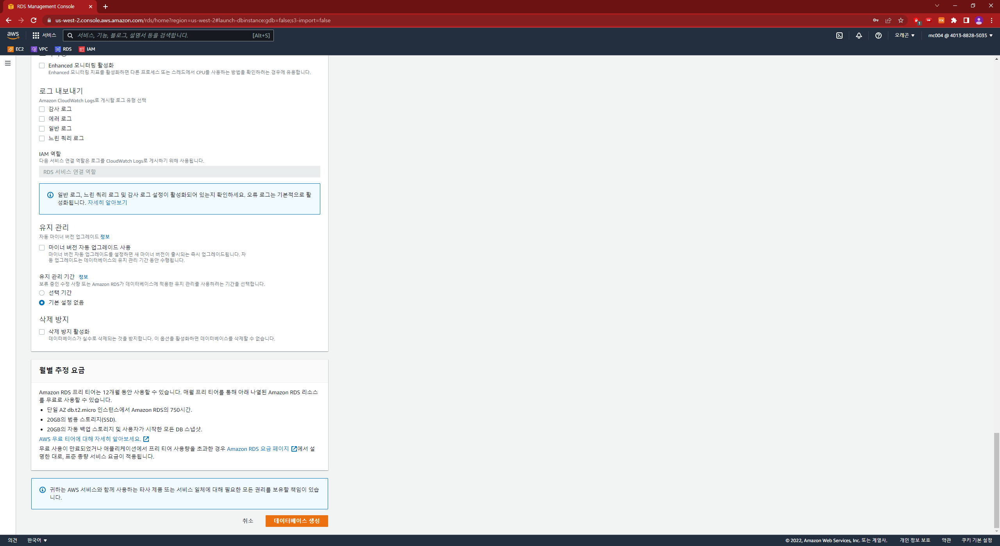 RDS Management Console
us-west-2.console.aws.amazon.com/rds/home?region=us-west-2#launch-dbinstance:gdb=false;s3-import=false
1
EX
aws
서비스
서비스, 기능, 블로그, 설명서 등을 검색합니다.
[Alt+S]
오레곤 ▼
mc004 @ 4013-8828-5035 ▼
EC2
VPC
RDS
IAM
Enhanced 모니터링 활성화
Enhanced 모니터링 지표를 활성화하면 다른 프로세스 또는 스레드에서 CPU를 사용하는 방법을 확인하려는 경우에 유용합니다.
로그 내보내기
Amazon CloudWatch Logs로 게시할 로그 유형 선택
감사 로그
에러 로그
일반 로그
느린 쿼리 로그
IAM 역할
다음 서비스 연결 역할은 로그를 CloudWatch Logs로 게시하기 위해 사용됩니다.
RDS 서비스 연결 역할
일반 로그, 느린 쿼리 로그 및 감사 로그 설정이 활성화되어 있는지 확인하세요. 오류 로그는 기본적으로 활
성화됩니다. 자세히 알아보기
유지 관리
자동 마이너 버전 업그레이드 정보
마이너 버전 자동 업그레이드 사용
마이너 버전 자동 업그레이드를 설정하면 새 마이너 버전이 출시되는 즉시 업그레이드됩니다. 자
동 업그레이드는 데이터베이스의 유지 관리 기간 동안 수행됩니다.
유지 관리 기간 정보
보류 중인 수정 사항 또는 Amazon RDS가 데이터베이스에 적용한 유지 관리를 사용하려는 기간을 선택합니다.
선택 기간
기본 설정 없음
삭제 방지
삭제 방지 활성화
데이터베이스가 실수로 삭제되는 것을 방지합니다. 이 옵션을 활성화하면 데이터베이스를 삭제할 수 없습니다.
월별 추정 요금
Amazon RDS 프리 티어는 12개월 동안 사용할 수 있습니다. 매월 프리 티어를 통해 아래 나열된 Amazon RDS 리소스
를 무료로 사용할 수 있습니다.
• 단일 AZ db.t2.micro 인스턴스에서 Amazon RDS의 750시간.
• 20GB의 범용 스토리지(SSD).
• 20GB의 자동 백업 스토리지 및 사용자가 시작한 모든 DB 스냅샷.
AWS 무료 티어에 대해 자세히 알아보세요.
무료 사용이 만료되었거나 애플리케이션에서 프리 티어 사용량을 초과한 경우 Amazon RDS 요금 페이지에서 설
명한 대로, 표준 종량 서비스 요금이 적용됩니다.
귀하는 AWS 서비스와 함께 사용하는 타사 제품 또는 서비스 일체에 대해 필요한 모든 권리를 보유할 책임이 있습
니다.
취소
데이터베이스 생성
의견
한국어 ▼
© 2022, Amazon Web Services, Inc. 또는 계열사.
개인 정보 보호
약관
쿠키 기본 설정